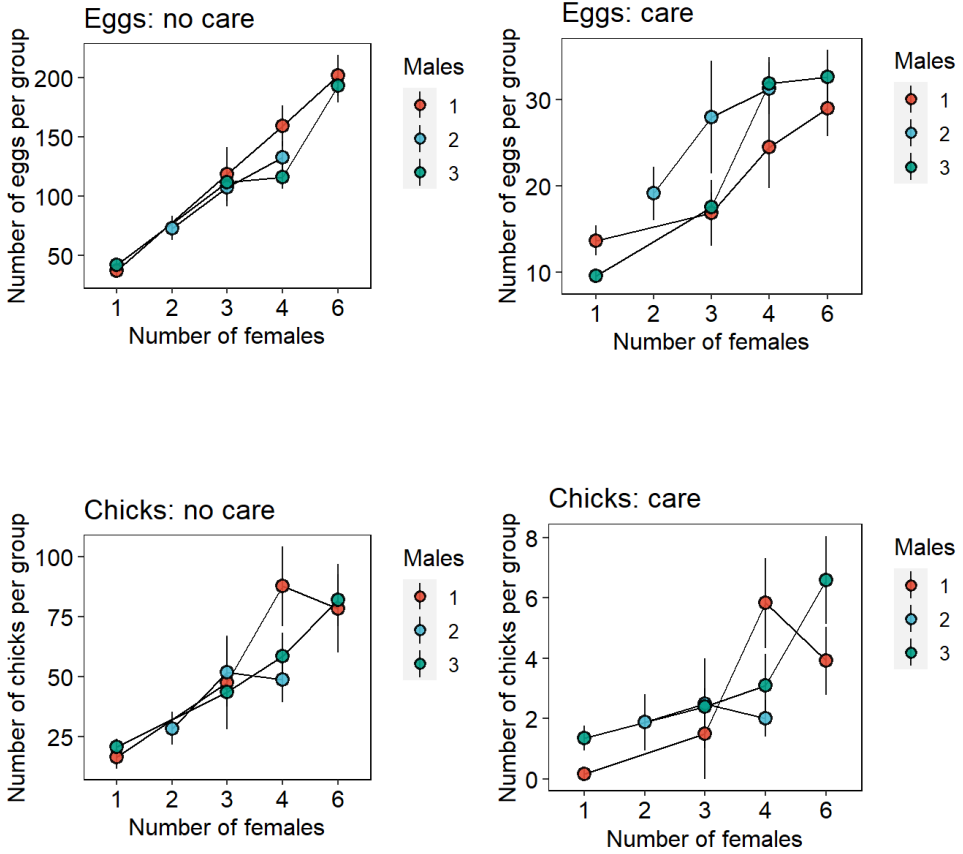 Eggs: no care
Number of eggs per group
200
150
100
50
1 2 3 4 6
Number of females
Males
1
2
3
Eggs: care
Number of eggs per group
30
20
10
1 2 3 4 6
Number of females
Males
1
2
3
Chicks: no care
Number of chicks per group
100
75
50
25
1 2 3 4 6
Number of females
Males
1
2
3
Chicks: care
Number of chicks per group
8
6
4
2
0
1 2 3 4 6
Number of females
Males
1
2
3